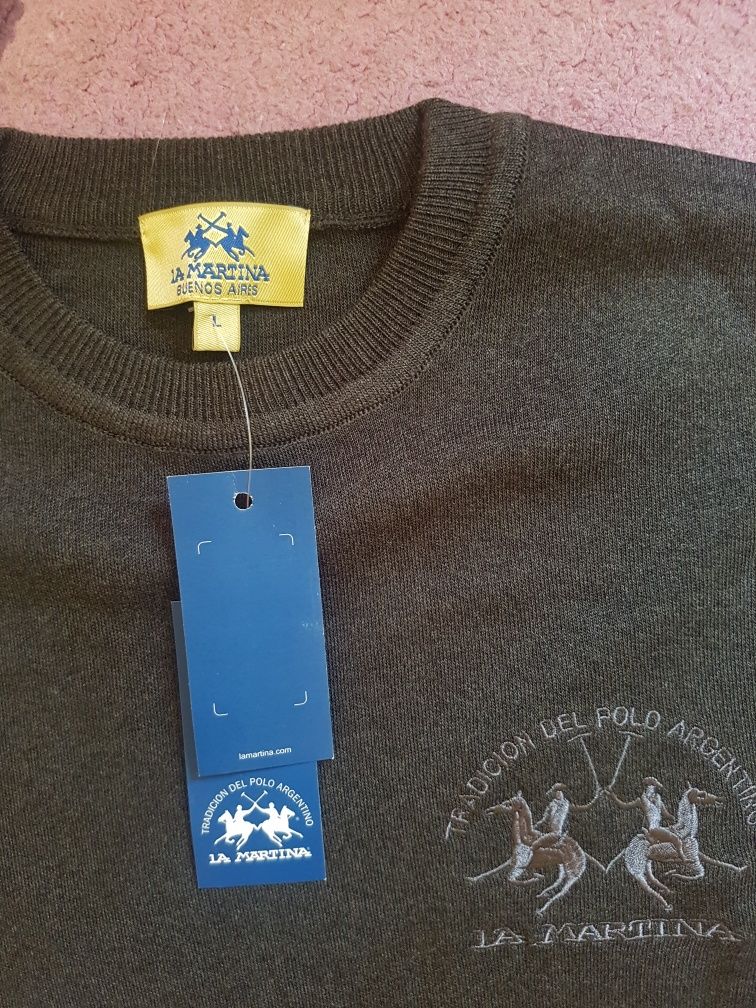 LA MARTINA
BUENOS AIRES
L
lamartina.com
TRADICION DEL POLO ARGENTINO
LA MARTINA
TRADICION DEL POLO ARGENTINO
LA MARTINA